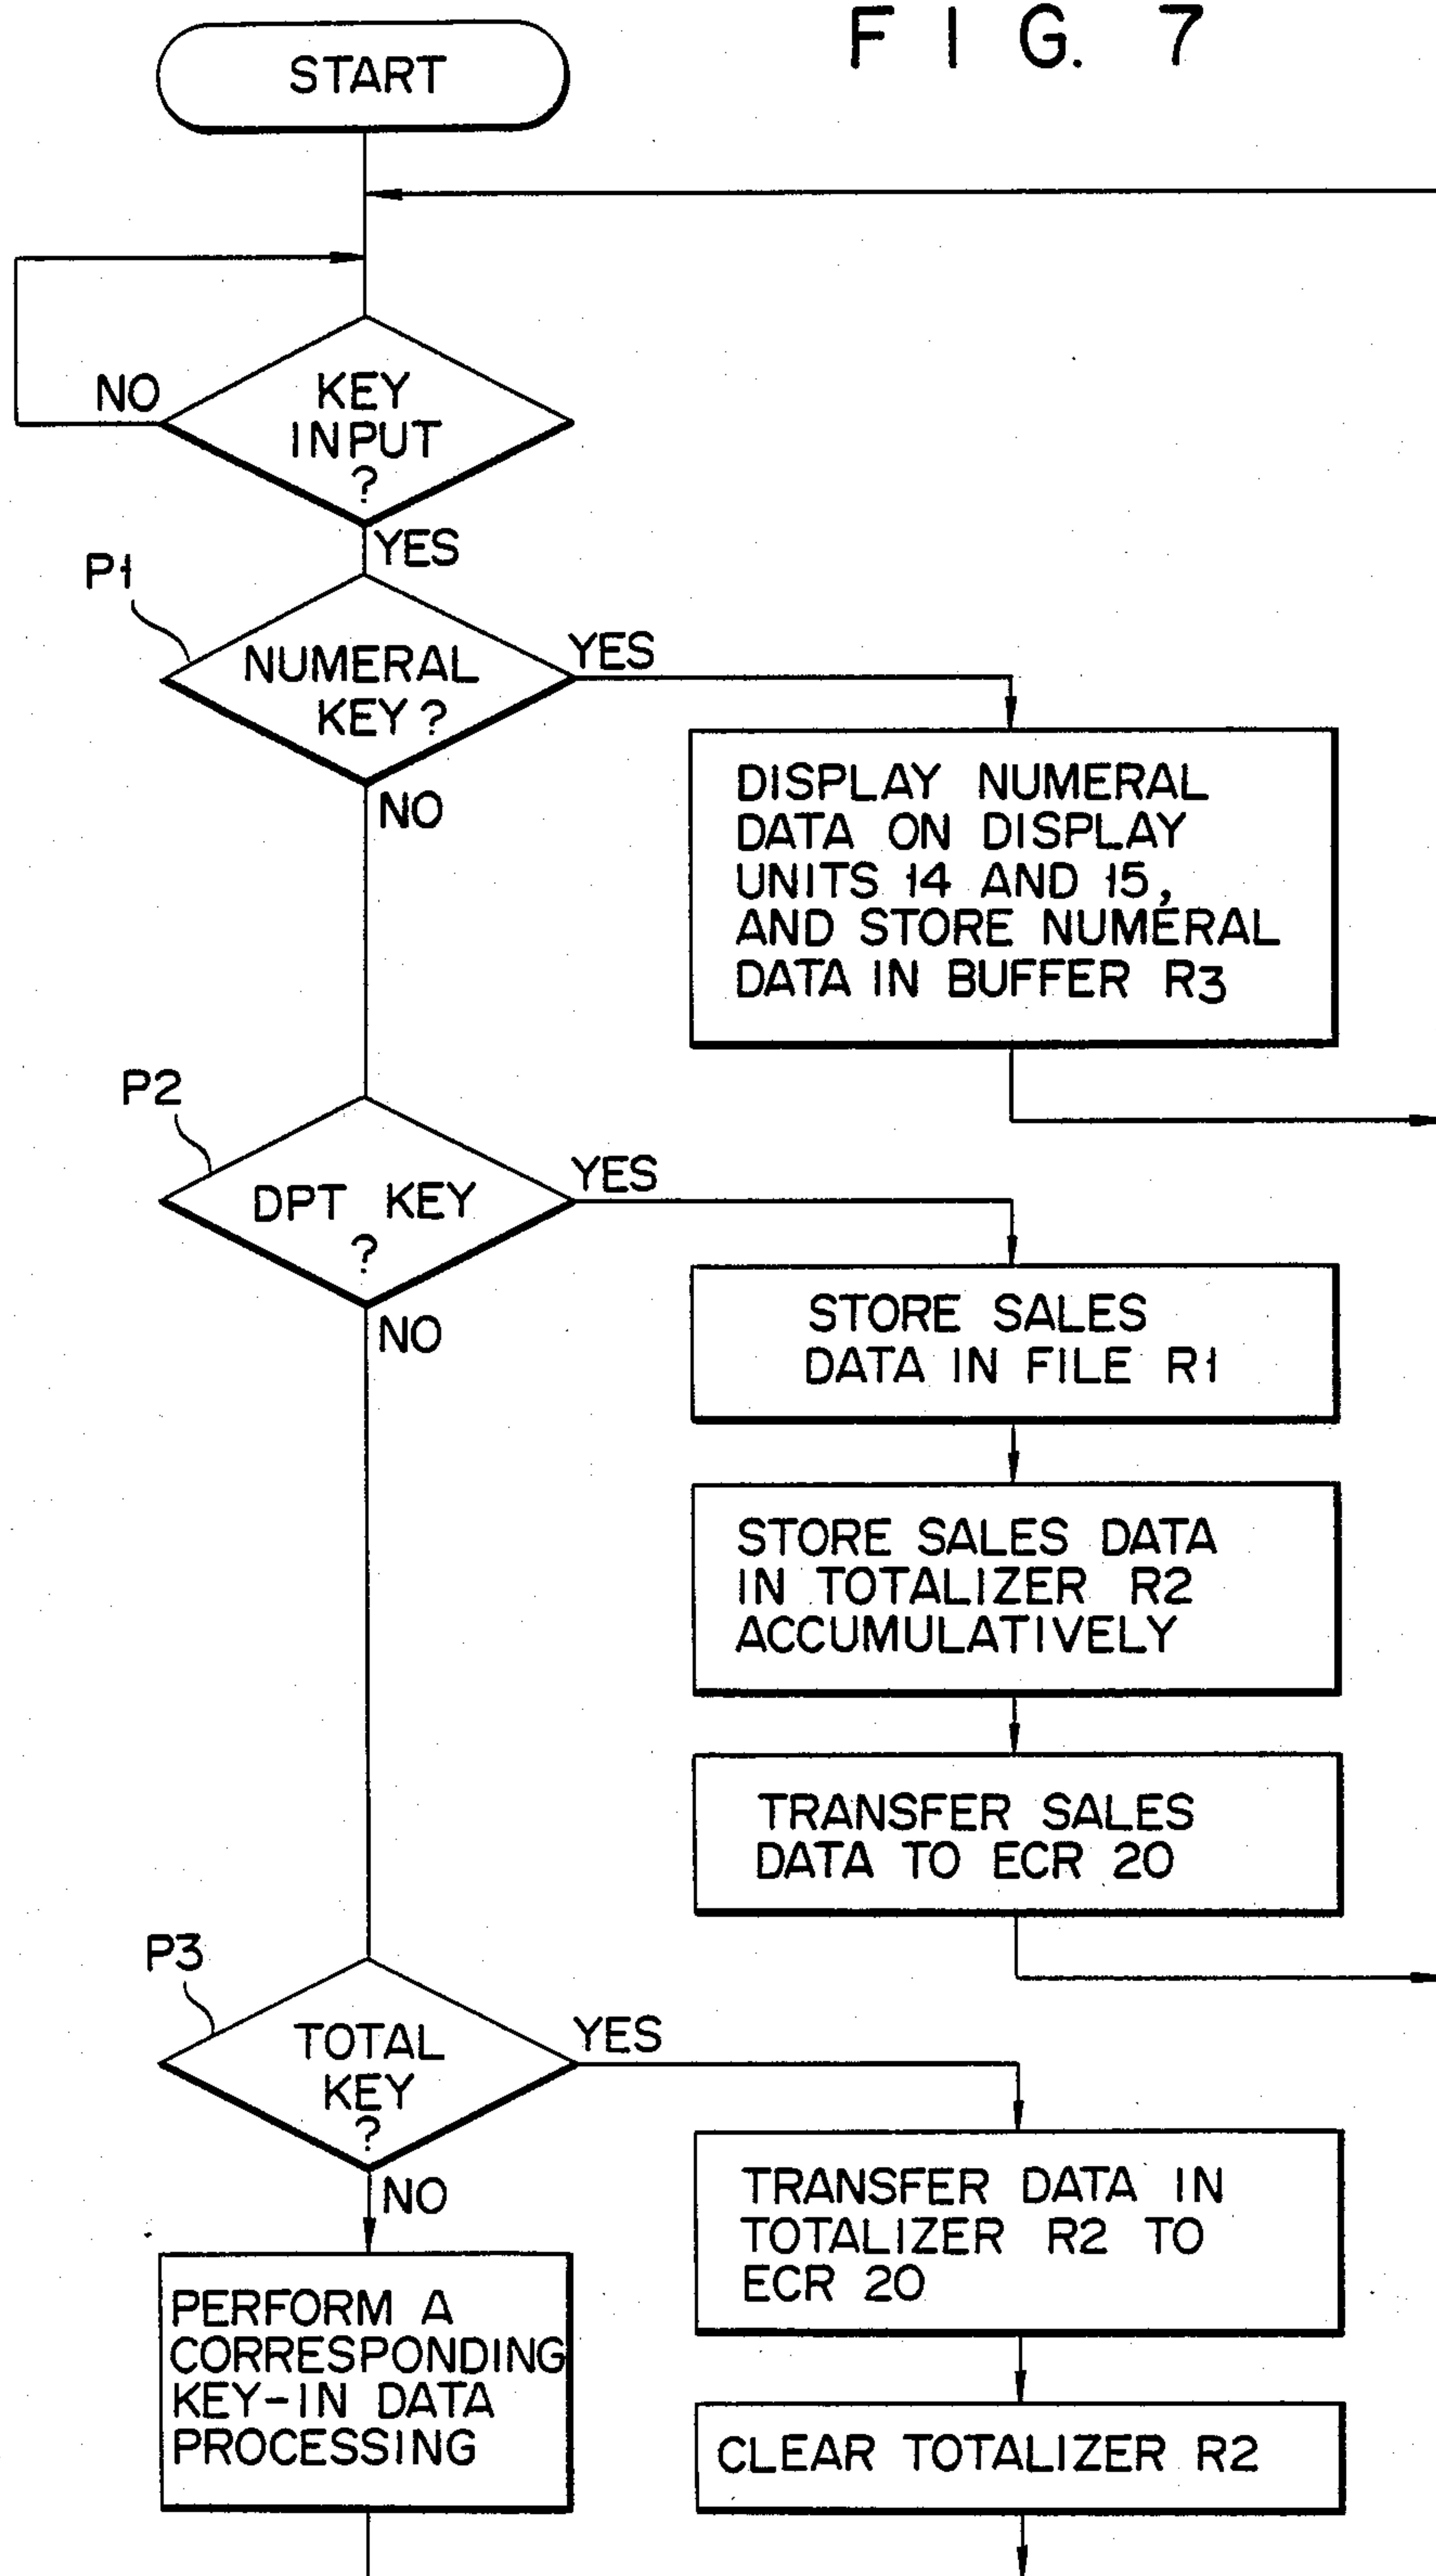 F I G. 7
START
KEY
INPUT
?
NO
YES
P1
NUMERAL
KEY?
YES
NO
DISPLAY NUMERAL
DATA ON DISPLAY
UNITS 14 AND 15,
AND STORE NUMERAL
DATA IN BUFFER R3
P2
DPT KEY
?
YES
NO
STORE SALES
DATA IN FILE R1
STORE SALES DATA
IN TOTALIZER R2
ACCUMULATIVELY
TRANSFER SALES
DATA TO ECR 20
P3
TOTAL
KEY
?
YES
NO
TRANSFER DATA IN
TOTALIZER R2 TO
ECR 20
PERFORM A
CORRESPONDING
KEY-IN DATA
PROCESSING
CLEAR TOTALIZER R2